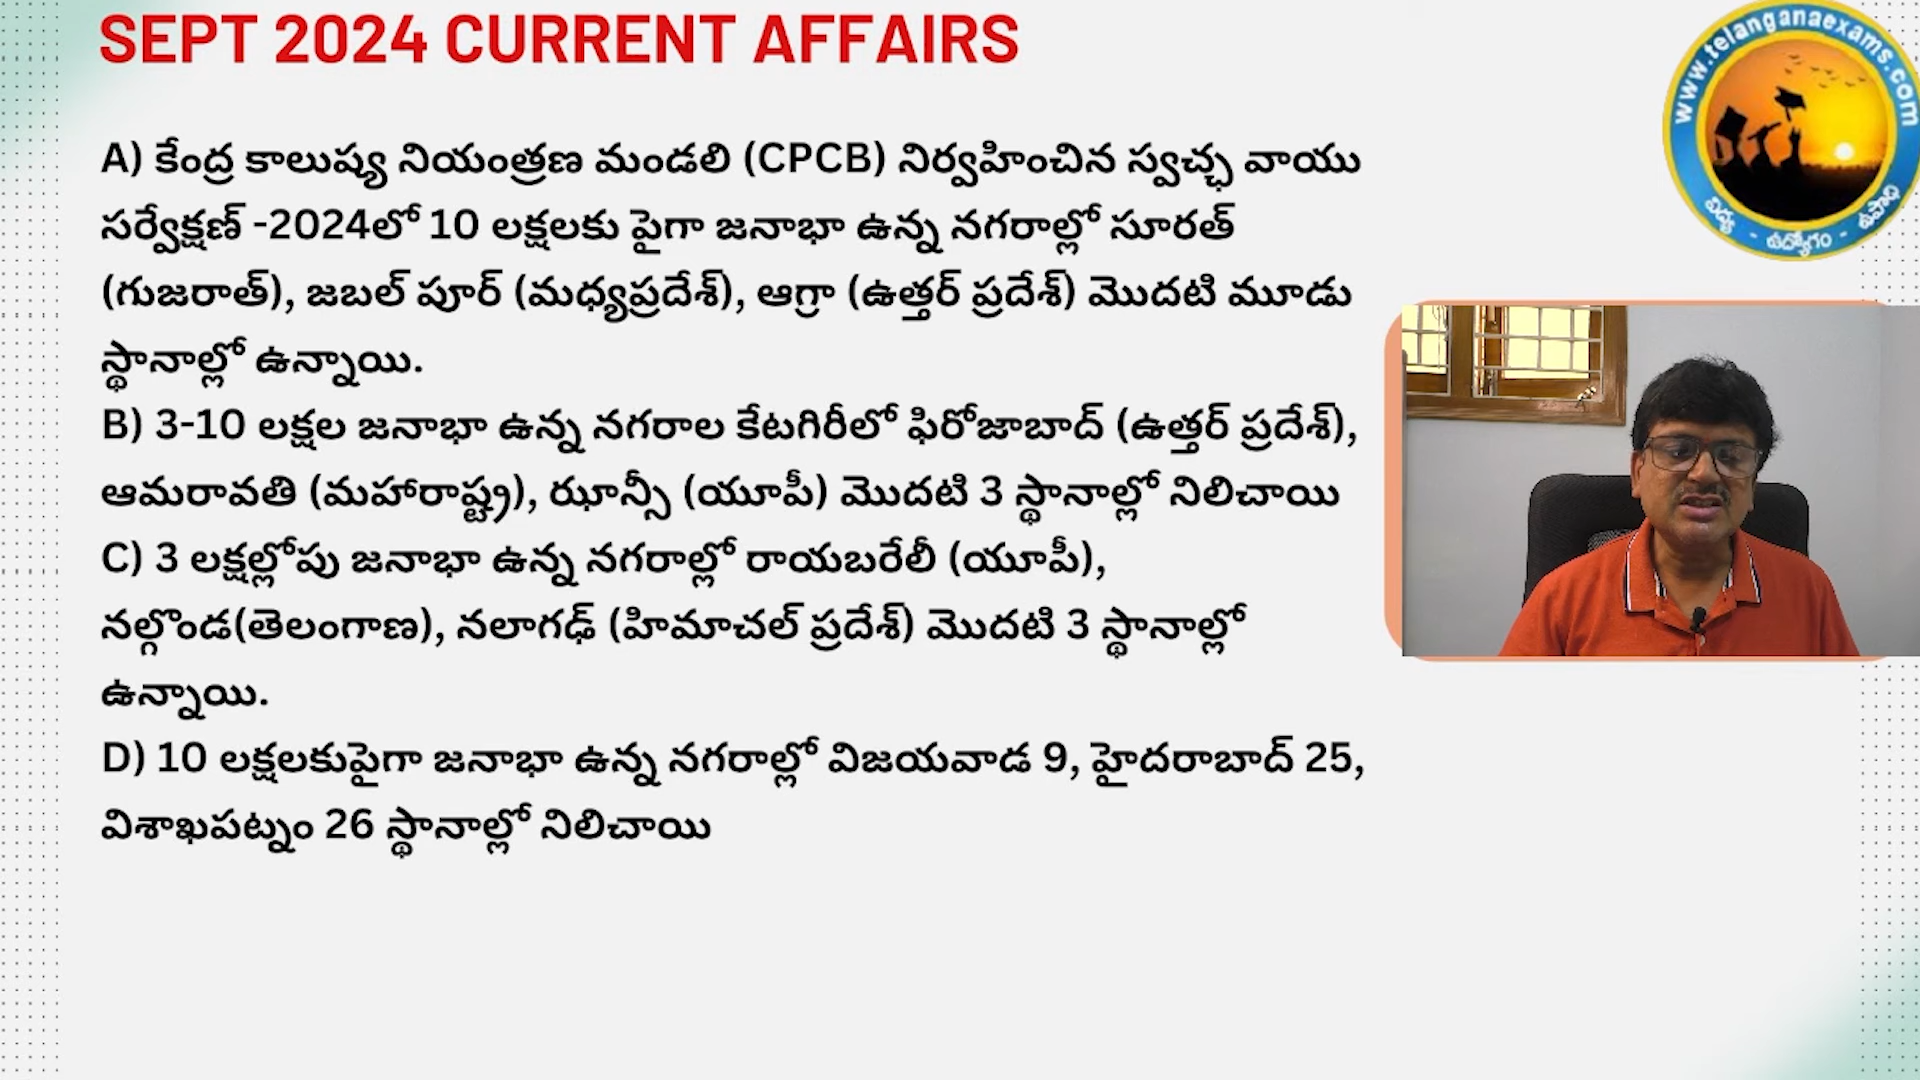 SEPT 2024 CURRENT AFFAIRS
www.telanganaexams.com
విద్య - ఉద్యోగం - ఉపాధి
A) కేంద్ర కాలుష్య నియంత్రణ మండలి (CPCB) నిర్వహించిన స్వచ్ఛ వాయు
సర్వేక్షణ్ -2024లో 10 లక్షలకు పైగా జనాభా ఉన్న నగరాల్లో సూరత్
(గుజరాత్), జబల్ పూర్ (మధ్యప్రదేశ్), ఆగ్రా (ఉత్తర్ ప్రదేశ్) మొదటి మూడు
స్థానాల్లో ఉన్నాయి.
B) 3-10 లక్షల జనాభా ఉన్న నగరాల కేటగిరీలో ఫిరోజాబాద్ (ఉత్తర్ ప్రదేశ్),
ఆమరావతి (మహారాష్ట్ర), ఝాన్సీ (యూపీ) మొదటి 3 స్థానాల్లో నిలిచాయి
C) 3 లక్షల్లోపు జనాభా ఉన్న నగరాల్లో రాయబరేలీ (యూపీ),
నల్గొండ(తెలంగాణ), నలాగఢ్ (హిమాచల్ ప్రదేశ్) మొదటి 3 స్థానాల్లో
ఉన్నాయి.
D) 10 లక్షలకుపైగా జనాభా ఉన్న నగరాల్లో విజయవాడ 9, హైదరాబాద్ 25,
విశాఖపట్నం 26 స్థానాల్లో నిలిచాయి